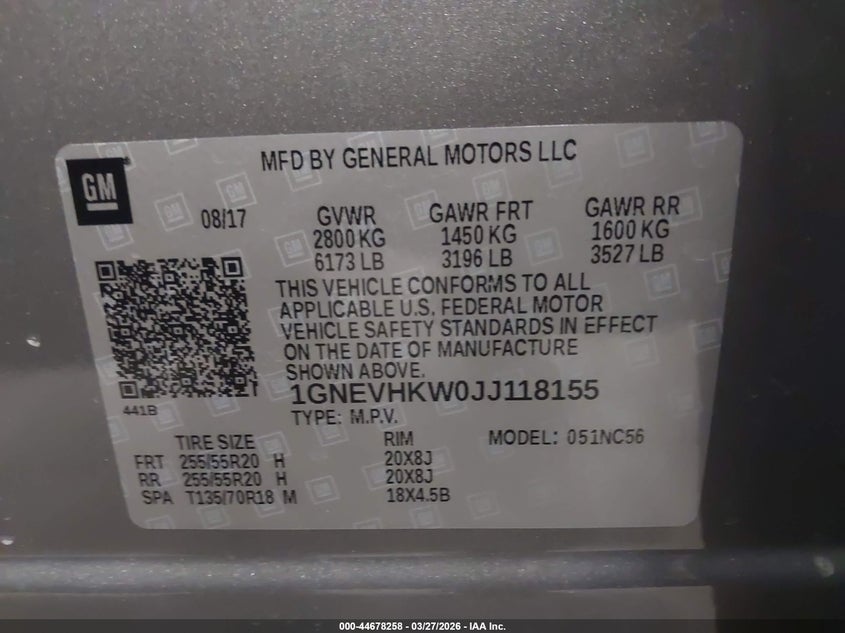 MFD BY GENERAL MOTORS LLC
GM
08/17
GVWR GAWR FRT GAWR RR
2800 KG 1450 KG 1600 KG
6173 LB 3196 LB 3527 LB
THIS VEHICLE CONFORMS TO ALL
APPLICABLE U.S. FEDERAL MOTOR
VEHICLE SAFETY STANDARDS IN EFFECT
ON THE DATE OF MANUFACTURE
SHOWN ABOVE.
1GNEVHKW0JJ118155
441B
TYPE: M.P.V.
TIRE SIZE RIM MODEL: 051NC56
FRT 255/55R20 H 20X8J
RR 255/55R20 H 20X8J
SPA T135/70R18 M 18X4.5B
000-44678258 - 03/27/2026 - IAA Inc.